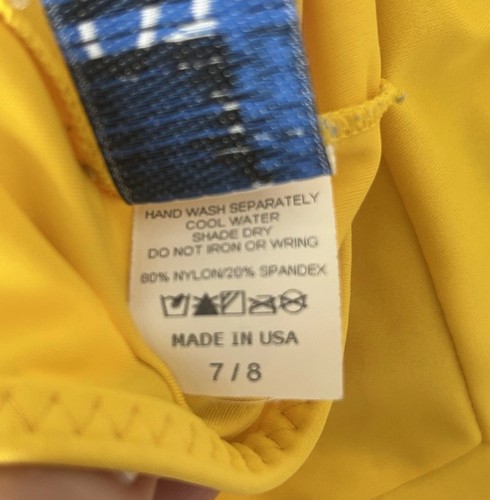 HAND WASH SEPARATELY
COOL WATER
SHADE DRY
DO NOT IRON OR WRING
80% NYLON/20% SPANDEX
MADE IN USA
7 / 8